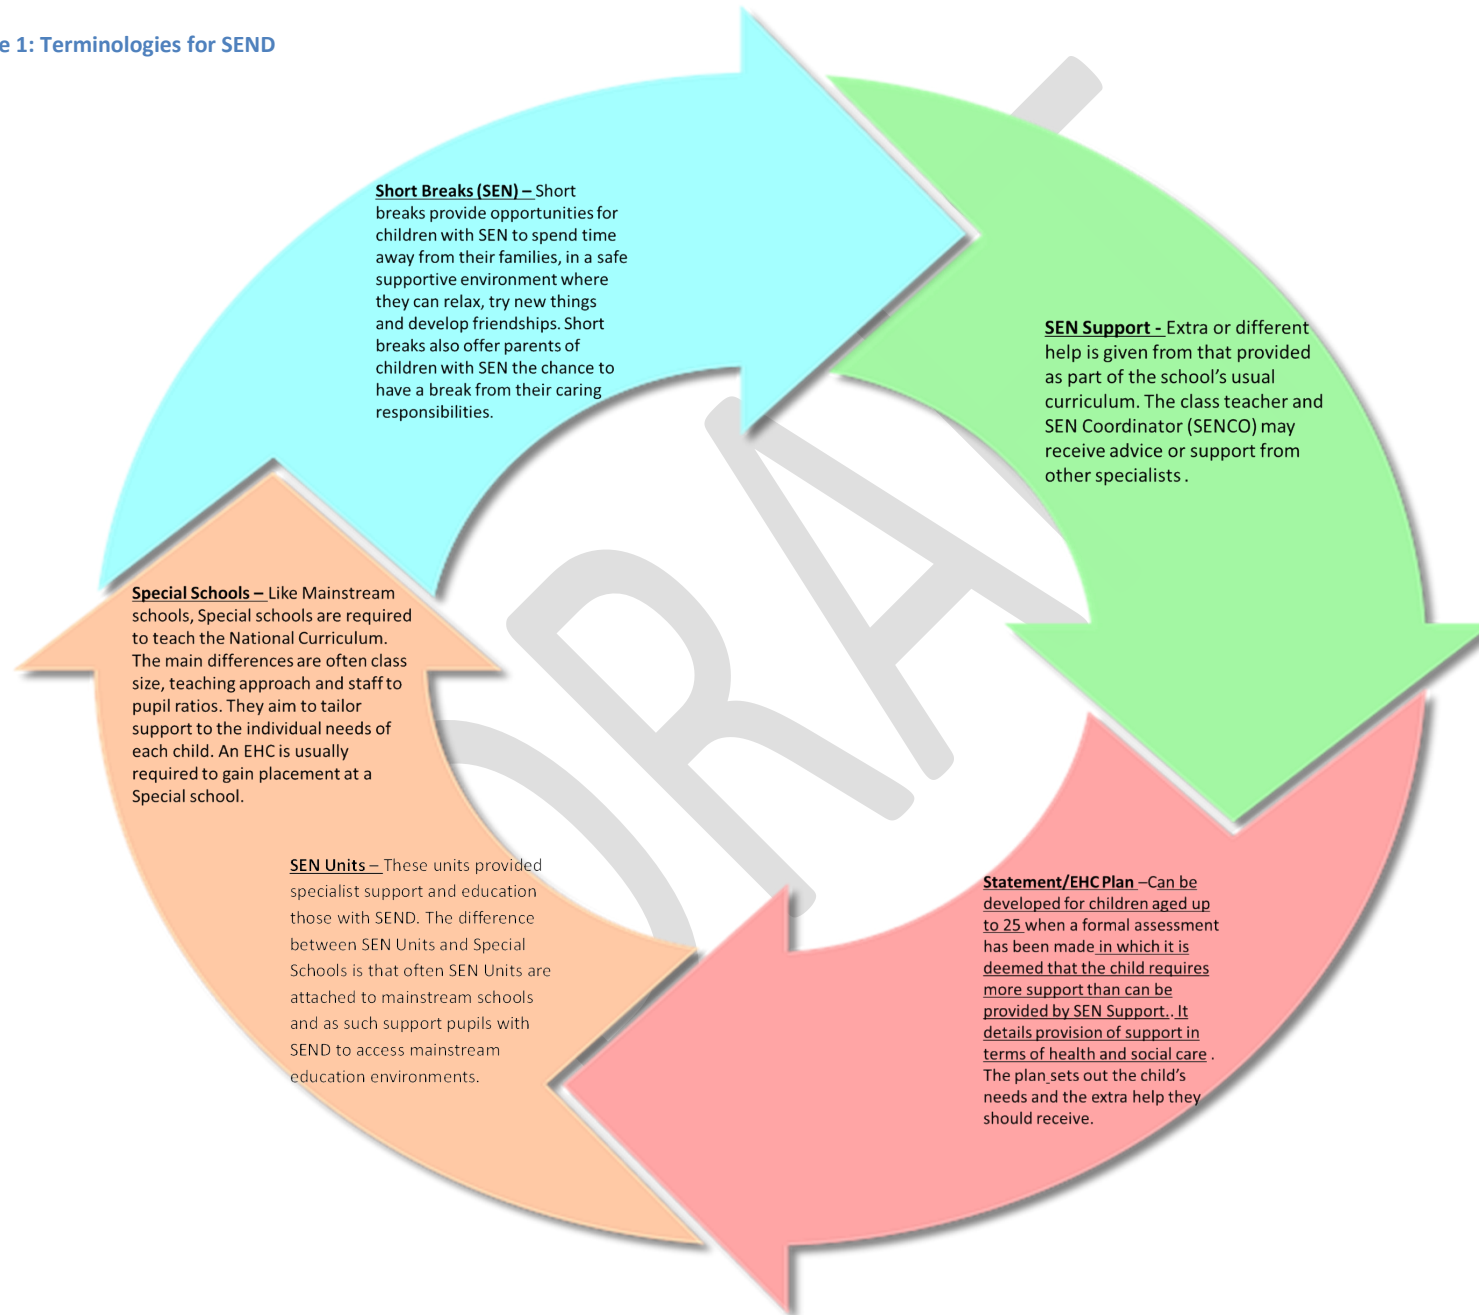 e 1: Terminologies for SEND
Short Breaks (SEN) – Short
breaks provide opportunities for
children with SEN to spend time
away from their families, in a safe
supportive environment where
they can relax, try new things
and develop friendships. Short
breaks also offer parents of
children with SEN the chance to
have a break from their caring
responsibilities.
SEN Support - Extra or different
help is given from that provided
as part of the school’s usual
curriculum. The class teacher and
SEN Coordinator (SENCO) may
receive advice or support from
other specialists .
Special Schools – Like Mainstream
schools, Special schools are required
to teach the National Curriculum.
The main differences are often class
size, teaching approach and staff to
pupil ratios. They aim to tailor
support to the individual needs of
each child. An EHC is usually
required to gain placement at a
Special school.
SEN Units – These units provided
specialist support and education
those with SEND. The difference
between SEN Units and Special
Schools is that often SEN Units are
attached to mainstream schools
and as such support pupils with
SEND to access mainstream
education environments.
Statement/EHC Plan –Can be
developed for children aged up
to 25 when a formal assessment
has been made in which it is
deemed that the child requires
more support than can be
provided by SEN Support.. It
details provision of support in
terms of health and social care .
The plan sets out the child’s
needs and the extra help they
should receive.
DRAFT